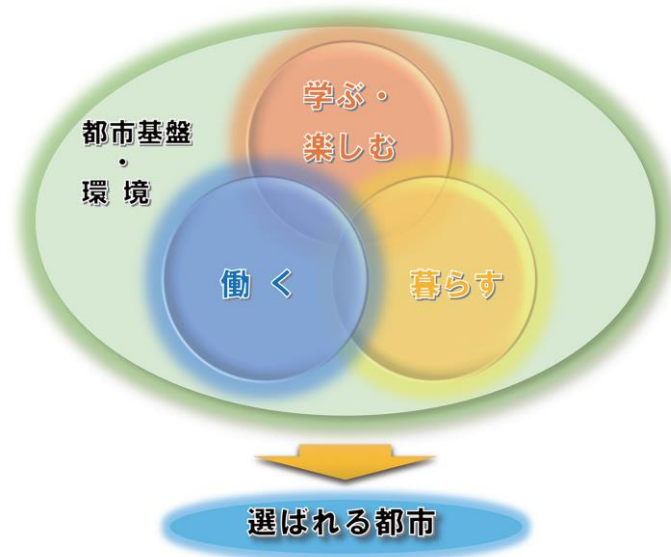 学ぶ・
楽しむ
都市基盤
・
環 境
働 く
暮らす
選ばれる都市